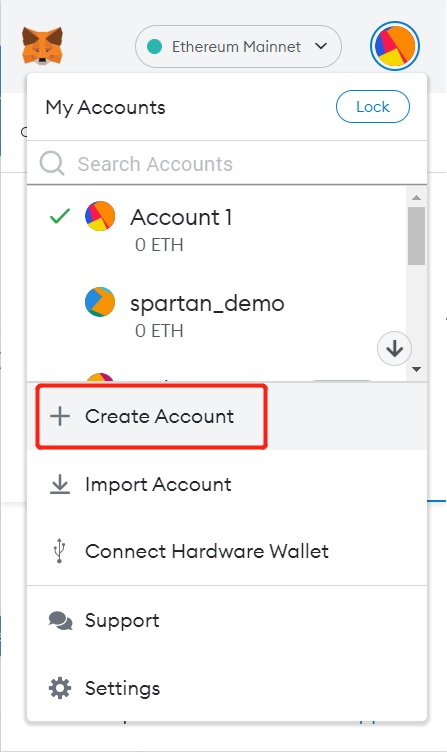 Ethereum Mainnet
My Accounts
Lock
Search Accounts
Account 1
0 ETH
spartan_demo
0 ETH
Create Account
Import Account
Connect Hardware Wallet
Support
Settings